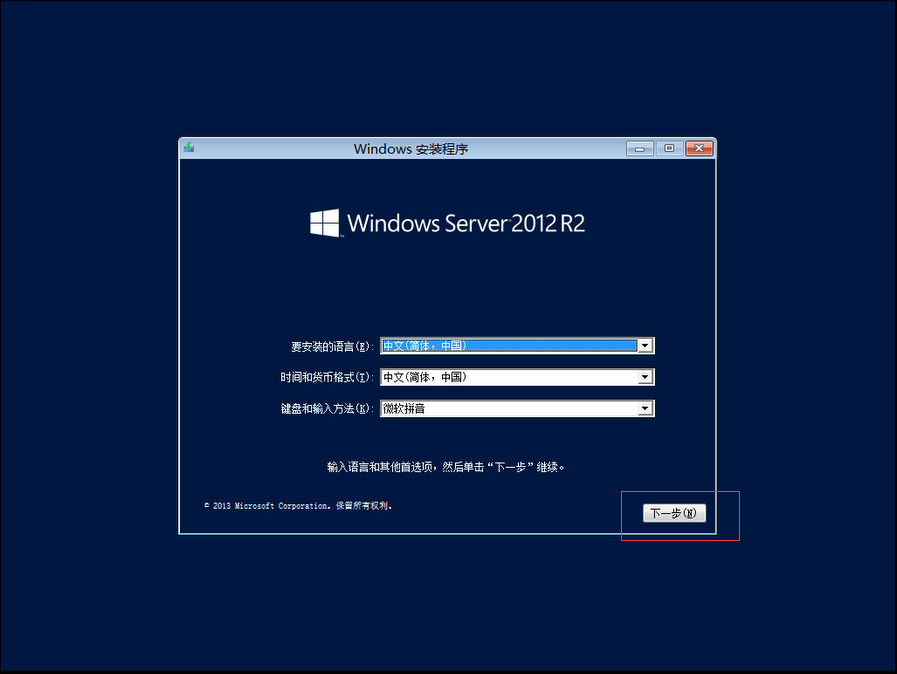 Windows 安装程序
Windows Server 2012 R2
要安装的语言(E): 中文(简体，中国)
时间和货币格式(T): 中文(简体，中国)
键盘和输入方法(K): 微软拼音
输入语言和其他首选项，然后单击“下一步”继续。
© 2013 Microsoft Corporation. 保留所有权利。
下一步(N)